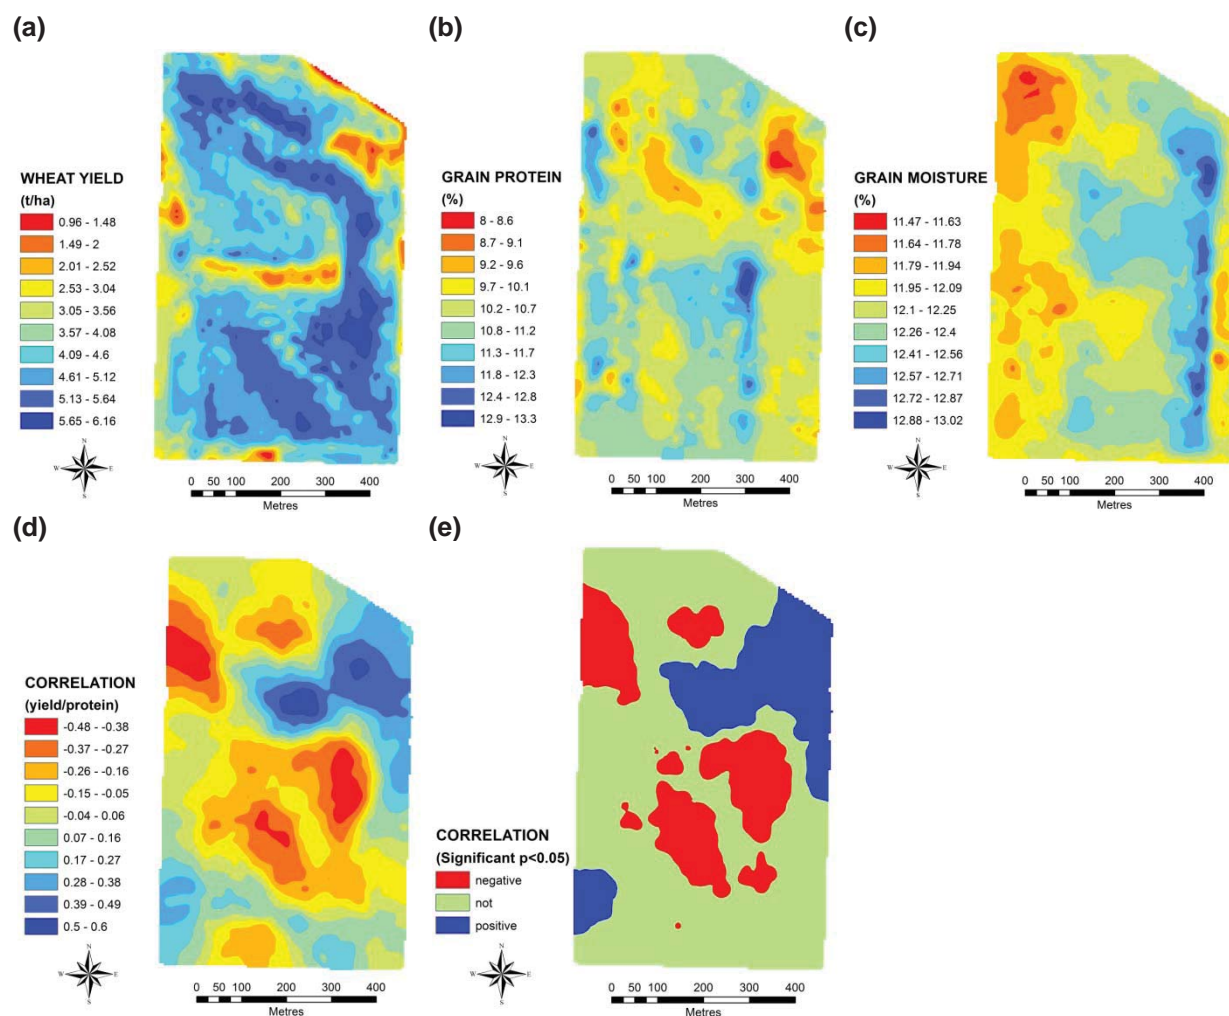 (a)
WHEAT YIELD
(t/ha)
0.96 - 1.48
1.49 - 2
2.01 - 2.52
2.53 - 3.04
3.05 - 3.56
3.57 - 4.08
4.09 - 4.6
4.61 - 5.12
5.13 - 5.64
5.65 - 6.16
N
W E
S
0 50 100 200 300 400
Metres
(b)
GRAIN PROTEIN
(%)
8 - 8.6
8.7 - 9.1
9.2 - 9.6
9.7 - 10.1
10.2 - 10.7
10.8 - 11.2
11.3 - 11.7
11.8 - 12.3
12.4 - 12.8
12.9 - 13.3
N
W E
S
0 50 100 200 300 400
Metres
(c)
GRAIN MOISTURE
(%)
11.47 - 11.63
11.64 - 11.78
11.79 - 11.94
11.95 - 12.09
12.1 - 12.25
12.26 - 12.4
12.41 - 12.56
12.57 - 12.71
12.72 - 12.87
12.88 - 13.02
N
W E
S
0 50 100 200 300 400
Metres
(d)
CORRELATION
(yield/protein)
-0.48 - -0.38
-0.37 - -0.27
-0.26 - -0.16
-0.15 - -0.05
-0.04 - 0.06
0.07 - 0.16
0.17 - 0.27
0.28 - 0.38
0.39 - 0.49
0.5 - 0.6
N
W E
S
0 50 100 200 300 400
Metres
(e)
CORRELATION
(Significant p<0.05)
negative
not
positive
N
W E
S
0 50 100 200 300 400
Metres